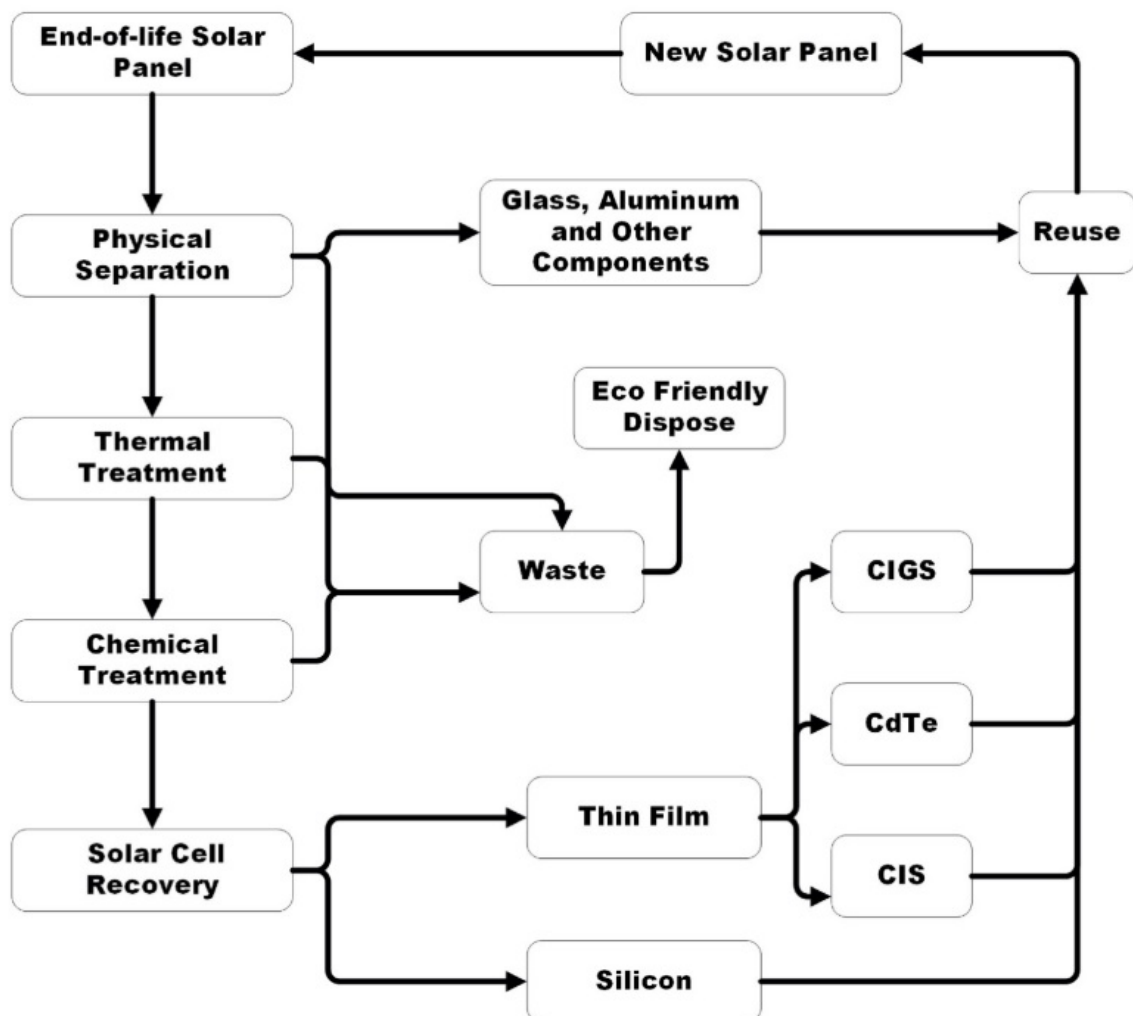 End-of-life Solar
Panel
New Solar Panel
Physical
Separation
Glass, Aluminum
and Other
Components
Reuse
Eco Friendly
Dispose
Thermal
Treatment
Waste
CIGS
Chemical
Treatment
CdTe
Thin Film
Solar Cell
Recovery
CIS
Silicon